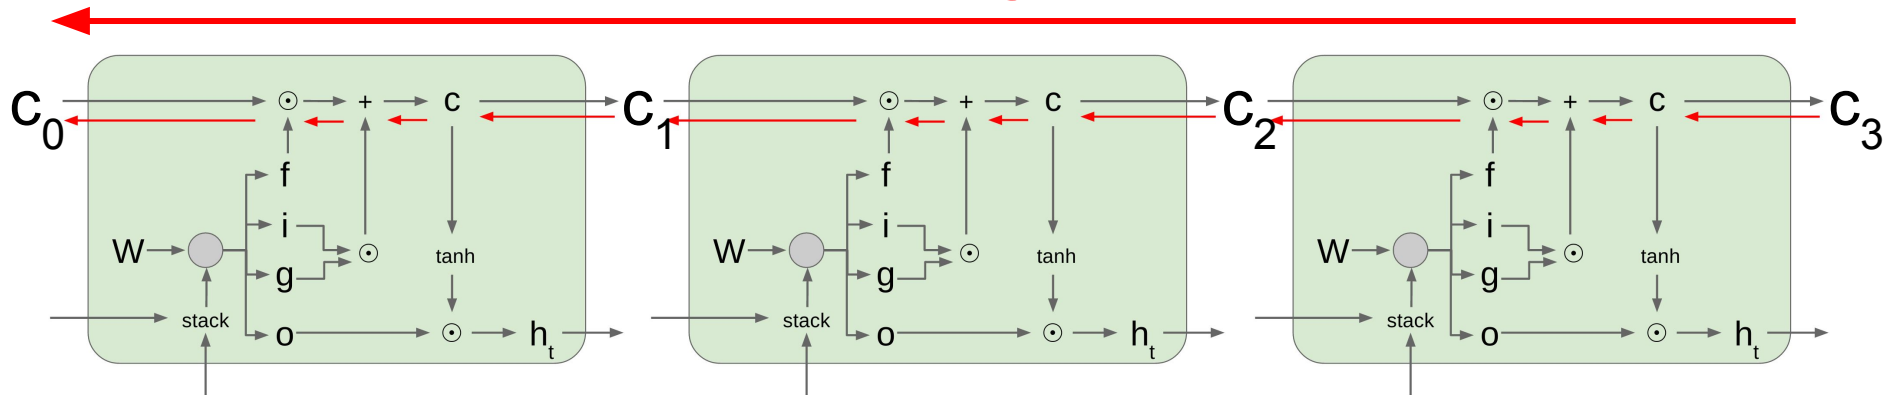 c0 ⊙ + c c1 ⊙ + c c2 ⊙ + c c3
f f f
i i i
W ⊙ tanh W ⊙ tanh W ⊙ tanh
g g g
stack stack stack
o ⊙ ht o ⊙ ht o ⊙ ht